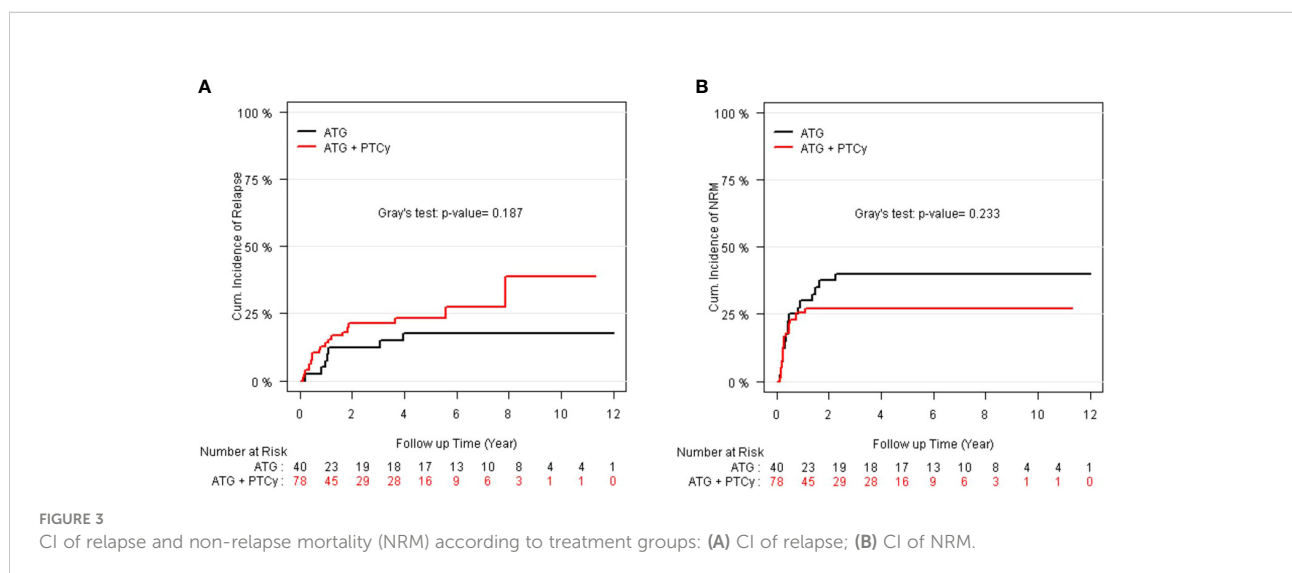 A
100 %
75 %
50 %
25 %
0 %
Cum. Incidence of Relapse
ATG
ATG + PTCy
Gray's test: p-value= 0.187
0 2 4 6 8 10 12
Follow up Time (Year)
Number at Risk
ATG : 40 23 19 18 17 13 10 8 4 4 1
ATG + PTCy : 78 45 29 28 16 9 6 3 1 1 0
B
100 %
75 %
50 %
25 %
0 %
Cum. Incidence of NRM
ATG
ATG + PTCy
Gray's test: p-value= 0.233
0 2 4 6 8 10 12
Follow up Time (Year)
Number at Risk
ATG : 40 23 19 18 17 13 10 8 4 4 1
ATG + PTCy : 78 45 29 28 16 9 6 3 1 1 0
FIGURE 3
CI of relapse and non-relapse mortality (NRM) according to treatment groups: (A) CI of relapse; (B) CI of NRM.